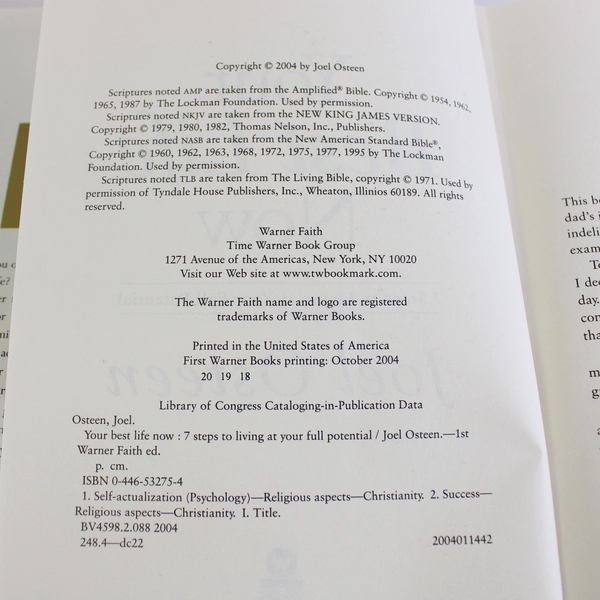 Copyright © 2004 by Joel Osteen
Scriptures noted AMP are taken from the Amplified® Bible. Copyright © 1954, 1962,
1965, 1987 by The Lockman Foundation. Used by permission.
Scriptures noted NKJV are taken from the NEW KING JAMES VERSION.
Copyright © 1979, 1980, 1982, Thomas Nelson, Inc., Publishers.
Scriptures noted NASB are taken from the New American Standard Bible®,
Copyright © 1960, 1962, 1963, 1968, 1972, 1975, 1977, 1995 by The Lockman
Foundation. Used by permission.
Scriptures noted TLB are taken from The Living Bible, copyright © 1971. Used by
permission of Tyndale House Publishers, Inc., Wheaton, Illinios 60189. All rights
reserved.
Warner Faith
Time Warner Book Group
1271 Avenue of the Americas, New York, NY 10020
Visit our Web site at www.twbookmark.com.
The Warner Faith name and logo are registered
trademarks of Warner Books.
Printed in the United States of America
First Warner Books printing: October 2004
20 19 18
Library of Congress Cataloging-in-Publication Data
Osteen, Joel.
Your best life now : 7 steps to living at your full potential / Joel Osteen.—1st
Warner Faith ed.
p. cm.
ISBN 0-446-53275-4
1. Self-actualization (Psychology)—Religious aspects—Christianity. 2. Success—
Religious aspects—Christianity. I. Title.
BV4598.2.088 2004
248.4—dc22 2004011442
This
dad's
I
day.